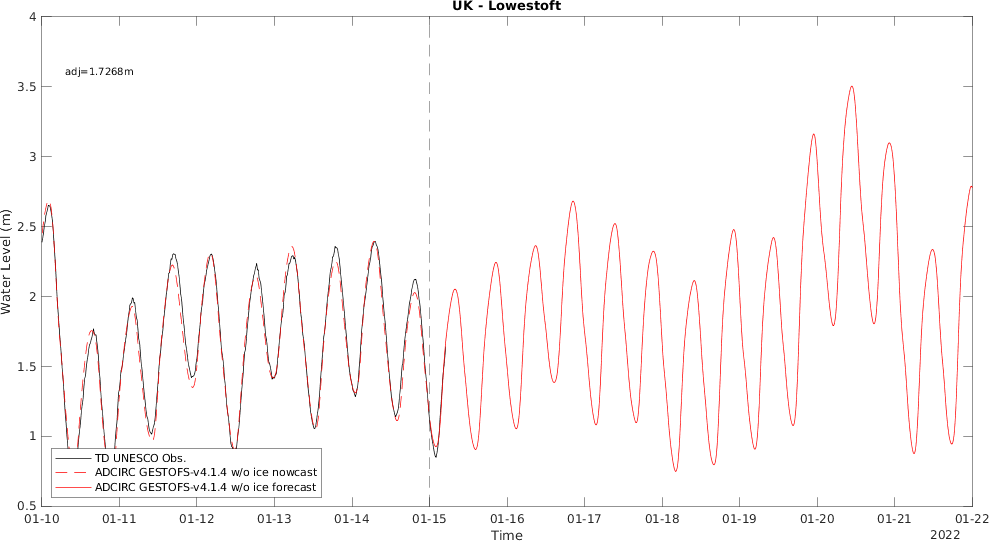 UK - Lowestoft
4
adj=1.7268m
3.5
3
2.5
2
1.5
1
0.5
Water Level (m)
TD UNESCO Obs.
ADCIRC GESTOFS-v4.1.4 w/o ice nowcast
ADCIRC GESTOFS-v4.1.4 w/o ice forecast
01-10 01-11 01-12 01-13 01-14 01-15 01-16 01-17 01-18 01-19 01-20 01-21 01-22
Time
2022